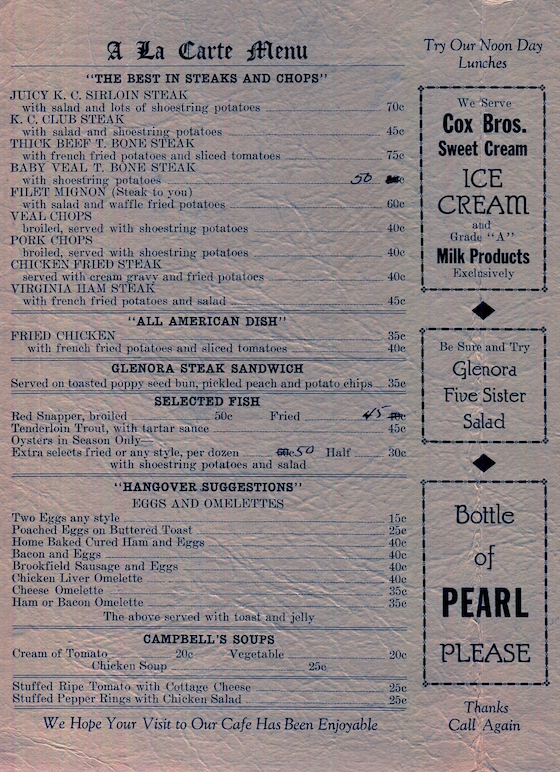 A La Carte Menu
"THE BEST IN STEAKS AND CHOPS"
JUICY K. C. SIRLOIN STEAK
with salad and lots of shoestring potatoes 70c
K. C. CLUB STEAK
with salad and shoestring potatoes 45c
THICK BEEF T. BONE STEAK
with french fried potatoes and sliced tomatoes 75c
BABY VEAL T. BONE STEAK
with shoestring potatoes 50
FILET MIGNON (Steak to you)
with salad and waffle fried potatoes 60c
VEAL CHOPS
broiled, served with shoestring potatoes 40c
PORK CHOPS
broiled, served with shoestring potatoes 40c
CHICKEN FRIED STEAK
served with cream gravy and fried potatoes 40c
VIRGINIA HAM STEAK
with french fried potatoes and salad 45c
"ALL AMERICAN DISH"
FRIED CHICKEN 35c
with french fried potatoes and sliced tomatoes 40c
GLENORA STEAK SANDWICH
Served on toasted poppy seed bun, pickled peach and potato chips 35c
SELECTED FISH
Red Snapper, broiled 50c Fried 45
Tenderloin Trout, with tartar sauce 45c
Oysters in Season Only—
Extra selects fried or any style, per dozen 50 Half 30c
with shoestring potatoes and salad
"HANGOVER SUGGESTIONS"
EGGS AND OMELETTES
Two Eggs any style 15c
Poached Eggs on Buttered Toast 25c
Home Baked Cured Ham and Eggs 40c
Bacon and Eggs 40c
Brookfield Sausage and Eggs 40c
Chicken Liver Omelette 40c
Cheese Omelette 35c
Ham or Bacon Omelette 35c
The above served with toast and jelly
CAMPBELL'S SOUPS
Cream of Tomato 20c Vegetable 20c
Chicken Soup 25c
Stuffed Ripe Tomato with Cottage Cheese 25c
Stuffed Pepper Rings with Chicken Salad 25c
We Hope Your Visit to Our Cafe Has Been Enjoyable
Try Our Noon Day
Lunches
We Serve
Cox Bros.
Sweet Cream
ICE
CREAM
and
Grade "A"
Milk Products
Exclusively
Be Sure and Try
Glenora
Five Sister
Salad
Bottle
of
PEARL
PLEASE
Thanks
Call Again